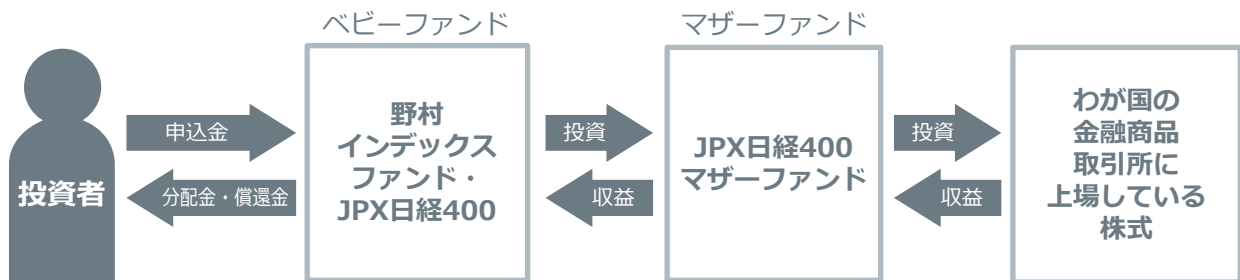 ベビーファンド
マザーファンド
投資者
申込金
分配金・償還金
野村
インデックス
ファンド・
JPX日経400
投資
収益
JPX日経400
マザーファンド
投資
収益
わが国の
金融商品
取引所に
上場している
株式